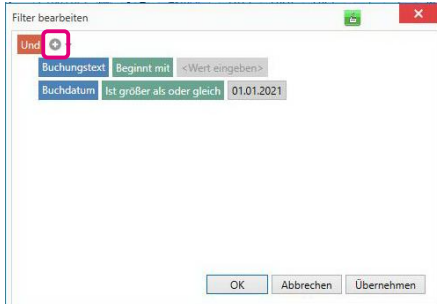 Filter bearbeiten
Und
Buchungstext Beginnt mit <Wert eingeben>
Buchdatum Ist größer als oder gleich 01.01.2021
OK Abbrechen Übernehmen